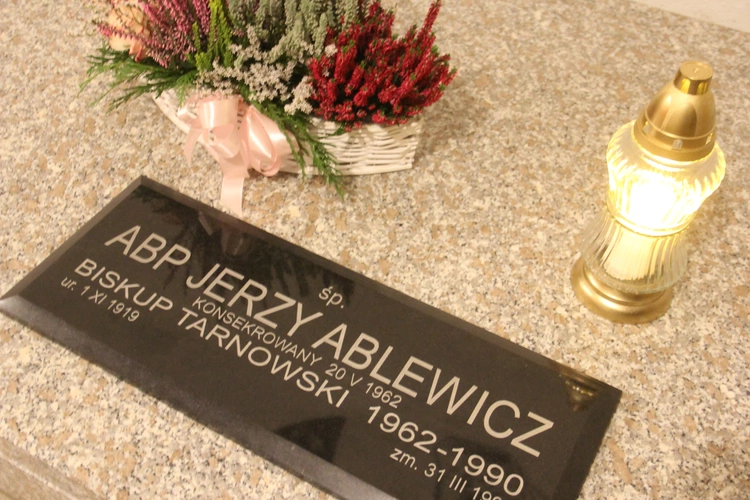 śp.
ABP JERZY ABLEWICZ
KONSEKROWANY 20 V 1962
BISKUP TARNOWSKI 1962-1990
ur. 1 XI 1919 zm. 31 III